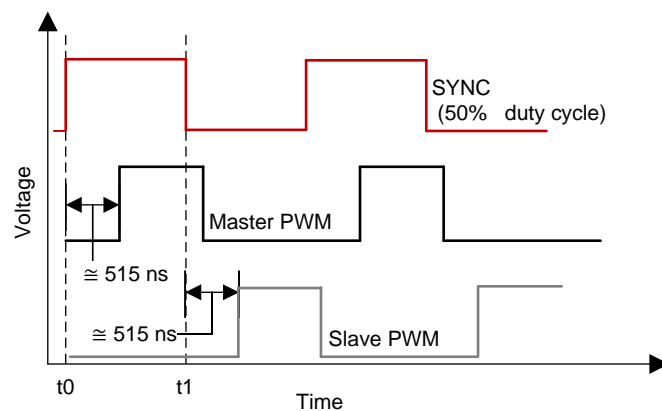 SYNC
(50% duty cycle)
Voltage
Master PWM
≅ 515 ns
≅ 515 ns
Slave PWM
t0
t1
Time